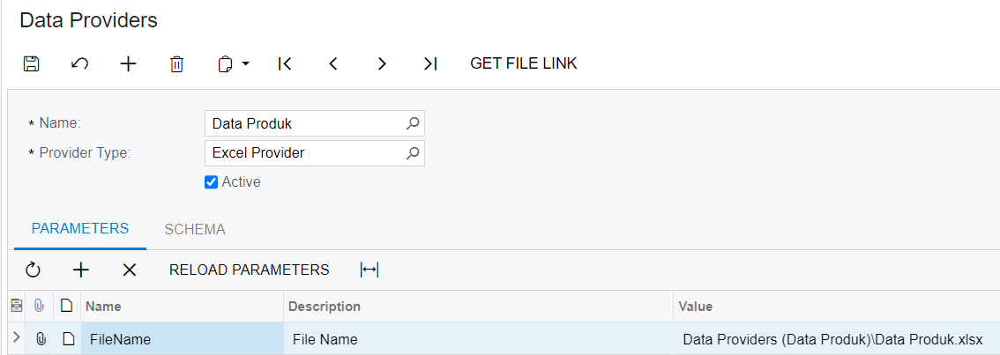 Data Providers
GET FILE LINK
* Name: Data Produk
* Provider Type: Excel Provider
Active
PARAMETERS SCHEMA
RELOAD PARAMETERS
Name Description Value
FileName File Name Data Providers (Data Produk)\Data Produk.xlsx